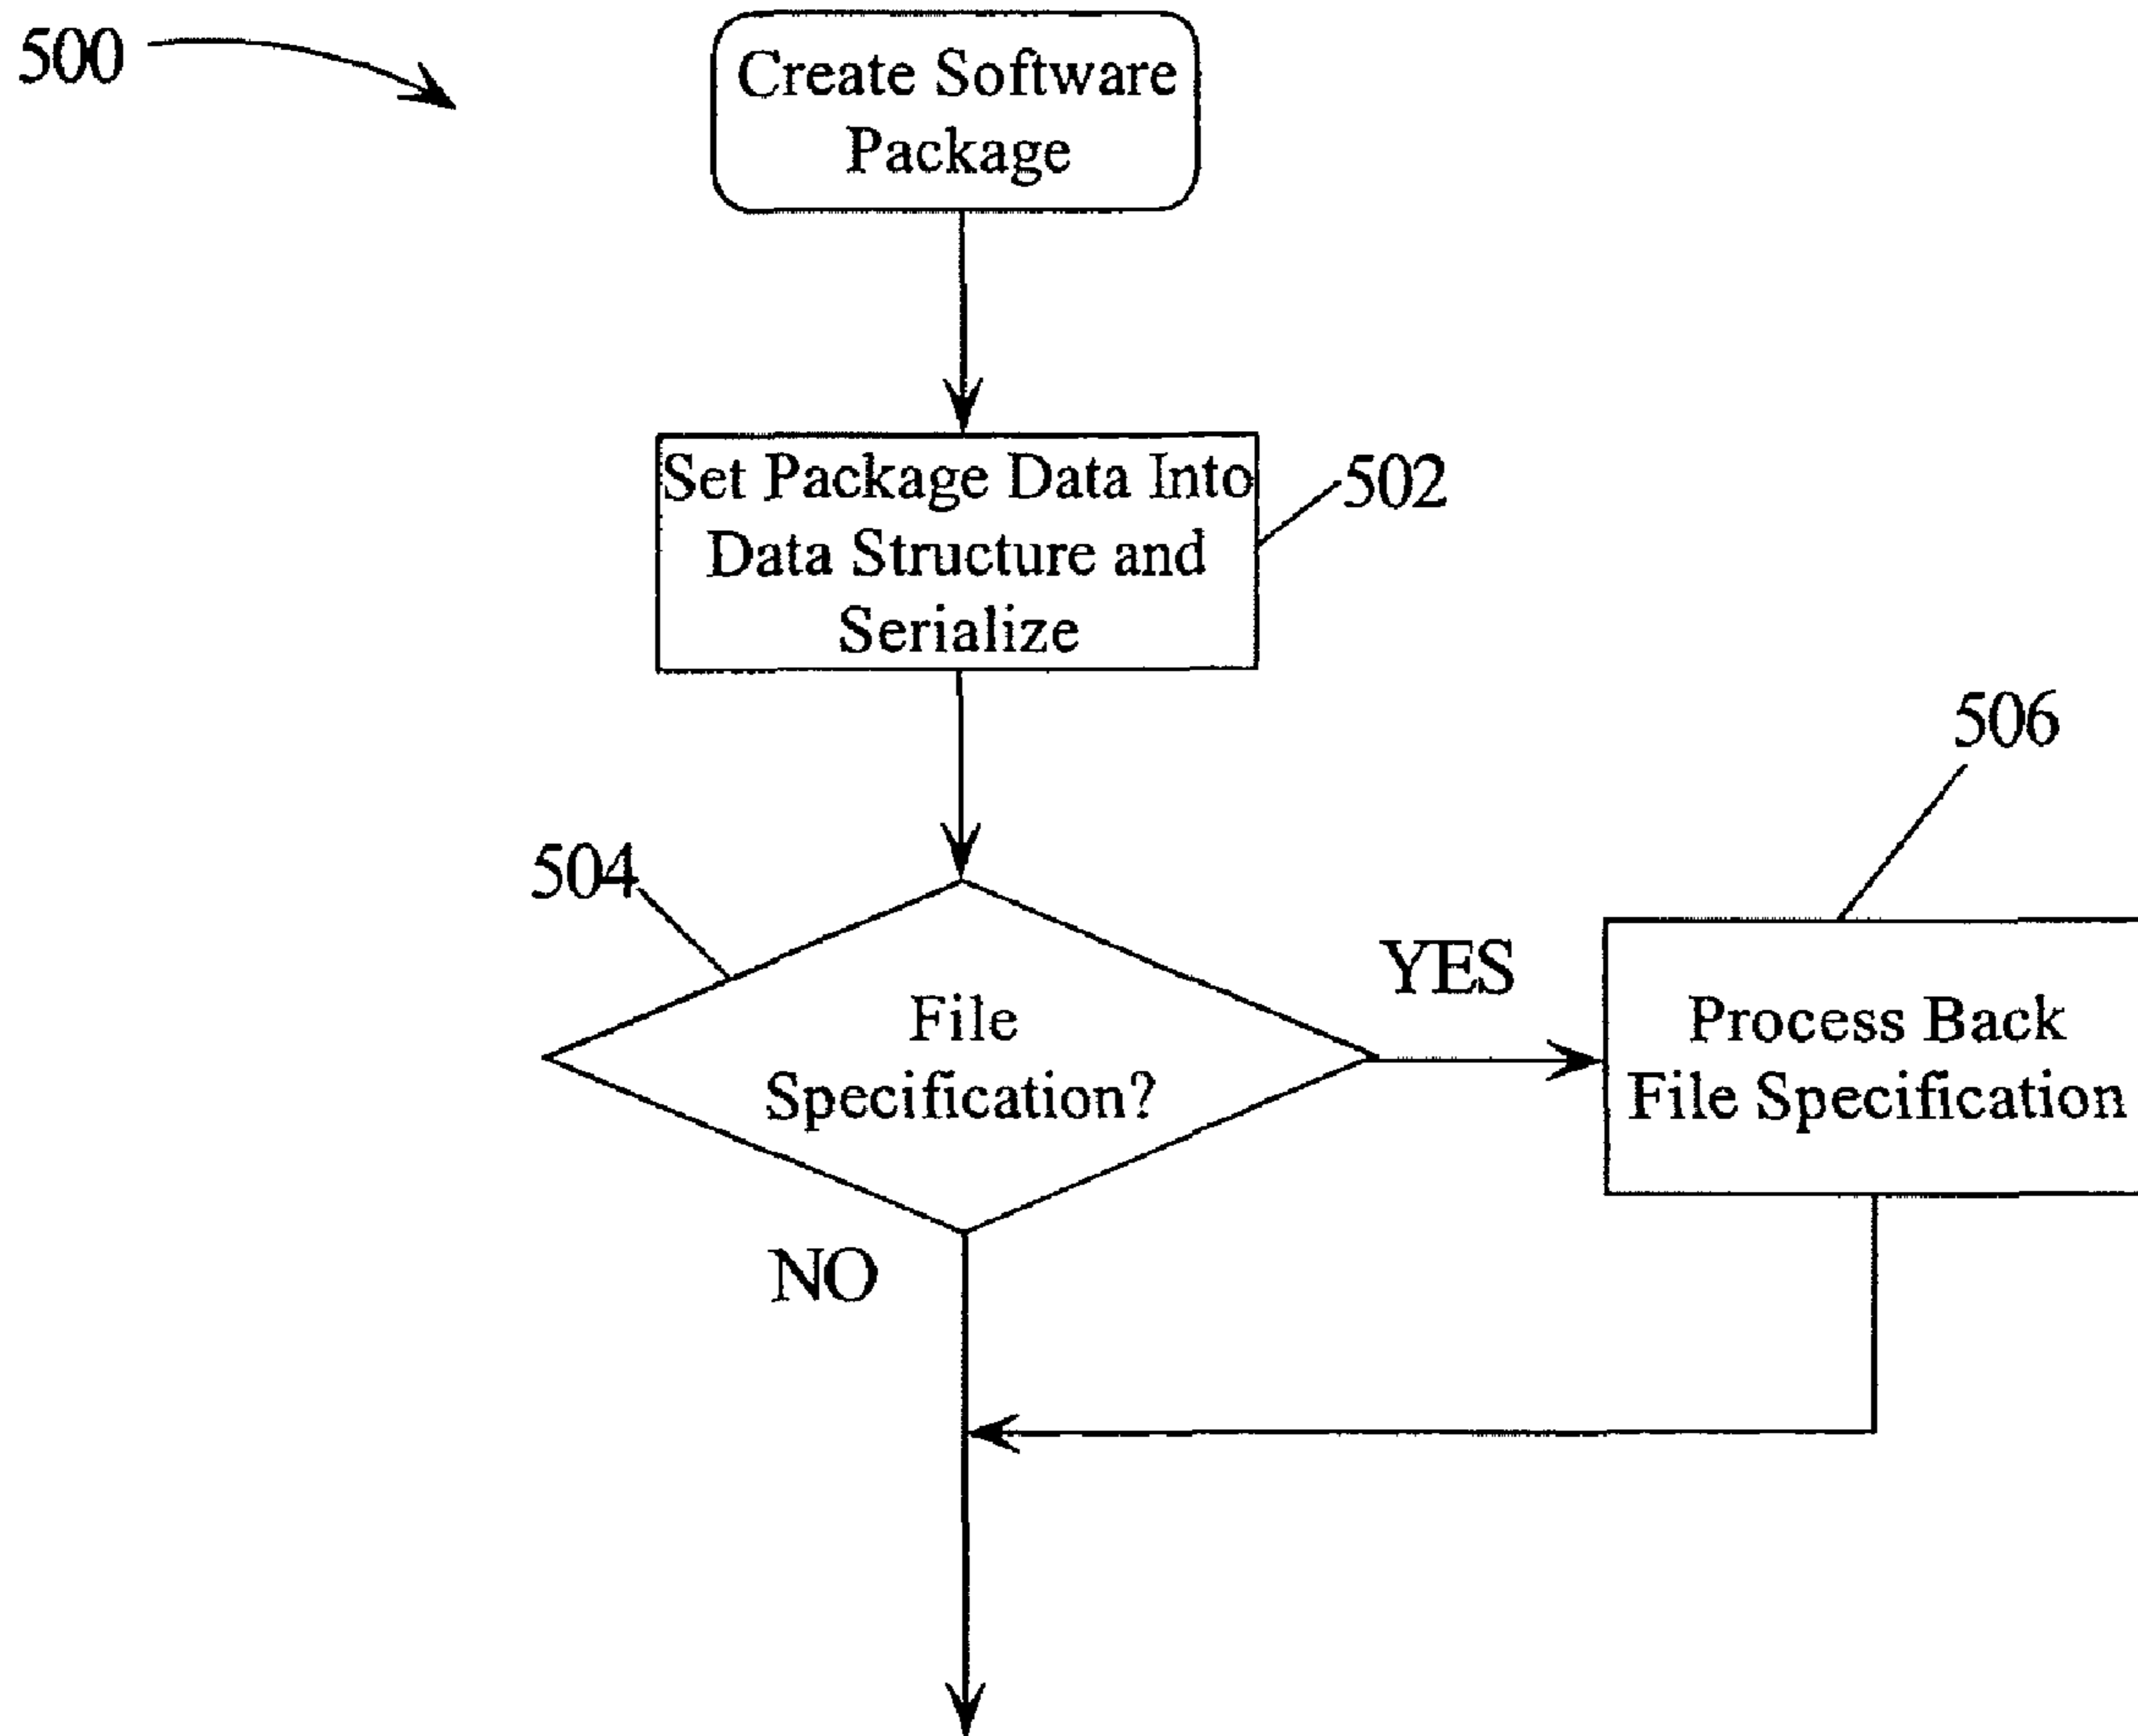 500
Create Software
Package
Set Package Data Into
Data Structure and
Serialize
502
506
504
YES
File
Specification?
Process Back
File Specification
NO